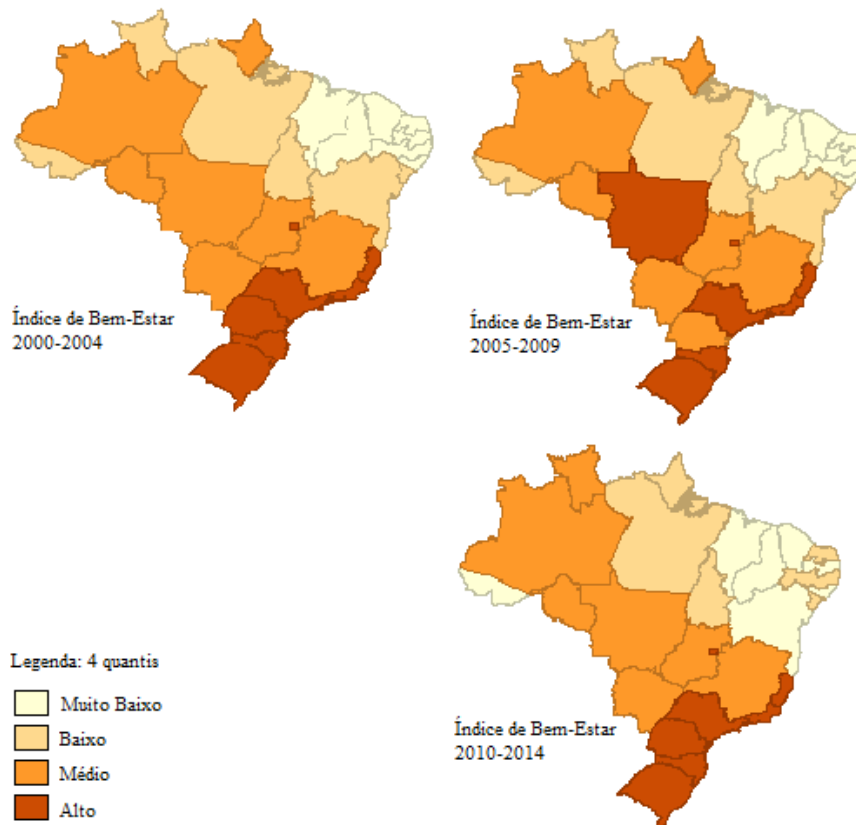 Índice de Bem-Estar
2000-2004
Índice de Bem-Estar
2005-2009
Legenda: 4 quantis
Muito Baixo
Baixo
Médio
Alto
Índice de Bem-Estar
2010-2014